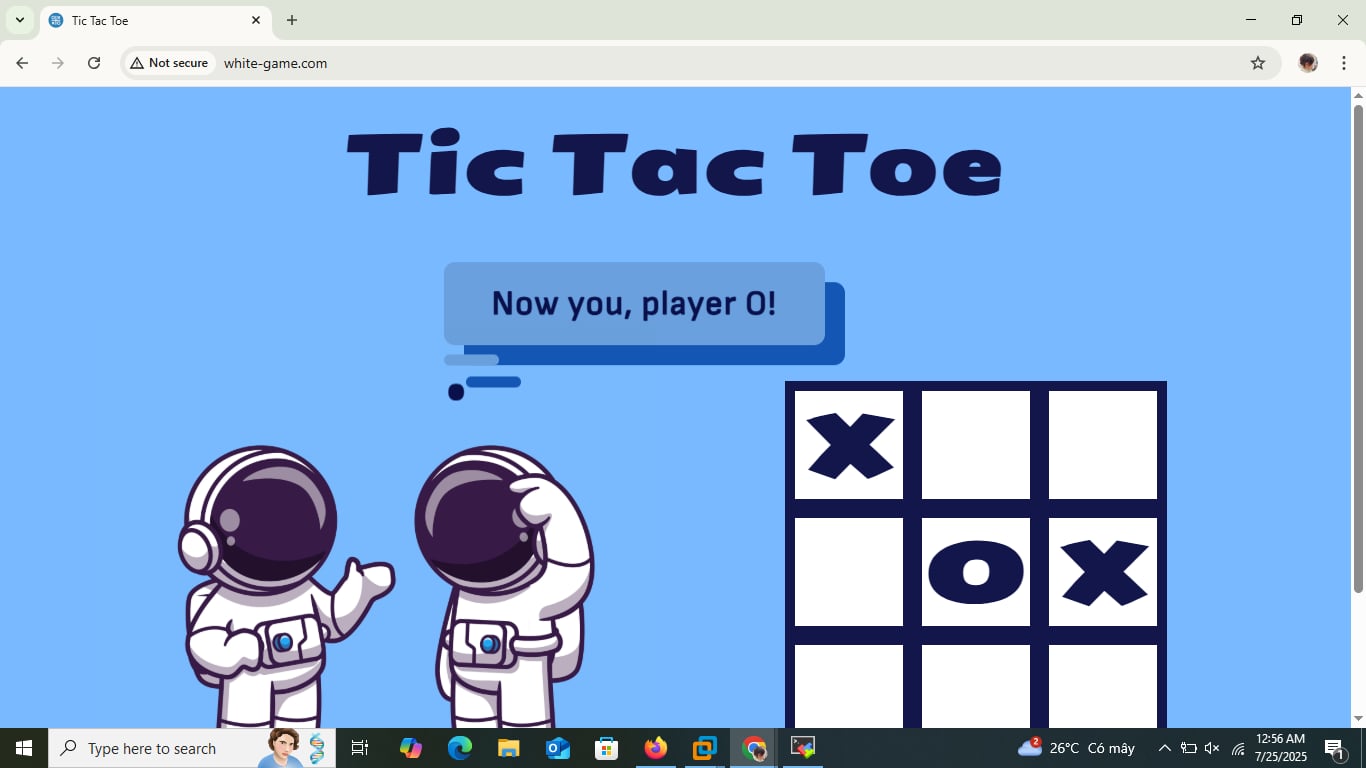 Tic Tac Toe
Not secure
white-game.com
Tic Tac Toe
Now you, player O!
X
O X
Type here to search
2
26°C Có mây
12:56 AM
7/25/2025
1